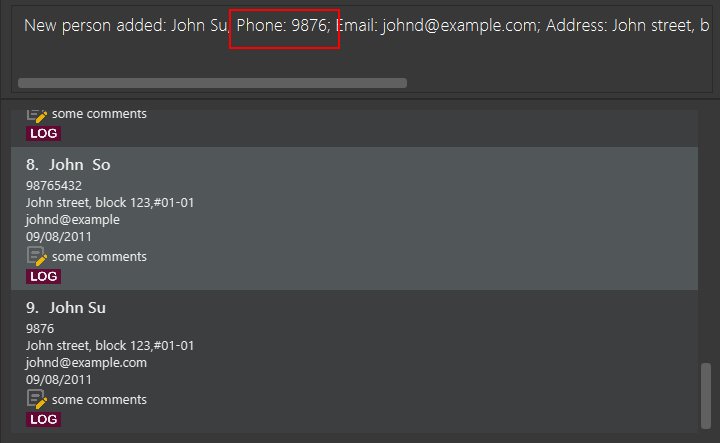 New person added: John Su; Phone: 9876; Email: johnd@example.com; Address: John street, b
some comments
LOG
8. John  So
98765432
John street, block 123,#01-01
johnd@example
09/08/2011
some comments
LOG
9. John Su
9876
John street, block 123,#01-01
johnd@example.com
09/08/2011
some comments
LOG